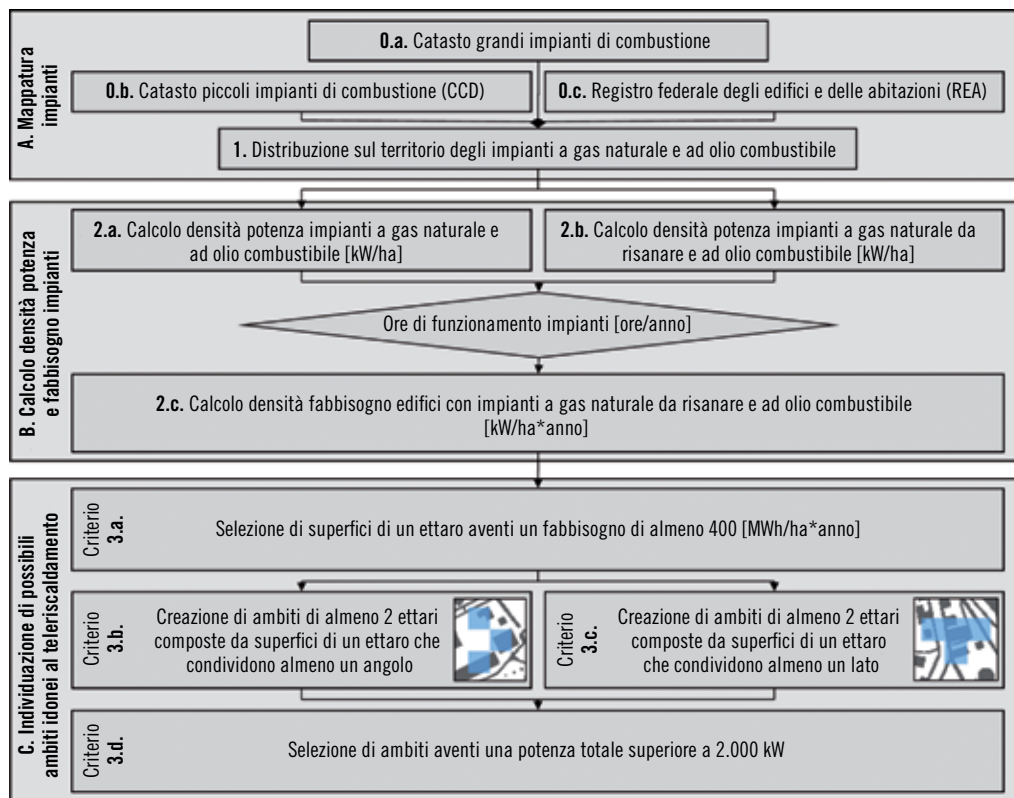 A. Mappatura
impianti
0.a. Catasto grandi impianti di combustione
0.b. Catasto piccoli impianti di combustione (CCD)
0.c. Registro federale degli edifici e delle abitazioni (REA)
1. Distribuzione sul territorio degli impianti a gas naturale e ad olio combustibile
B. Calcolo densità potenza
e fabbisogno impianti
2.a. Calcolo densità potenza impianti a gas naturale e
ad olio combustibile [kW/ha]
2.b. Calcolo densità potenza impianti a gas naturale da
risanare e ad olio combustibile [kW/ha]
Ore di funzionamento impianti [ore/anno]
2.c. Calcolo densità fabbisogno edifici con impianti a gas naturale da risanare e ad olio combustibile
[kW/ha*anno]
C. Individuazione di possibili
ambiti idonei al teleriscaldamento
Criterio
3.a.
Selezione di superfici di un ettaro aventi un fabbisogno di almeno 400 [MWh/ha*anno]
Criterio
3.b.
Creazione di ambiti di almeno 2 ettari
composte da superfici di un ettaro che
condividono almeno un angolo
Criterio
3.c.
Creazione di ambiti di almeno 2 ettari
composte da superfici di un ettaro
che condividono almeno un lato
Criterio
3.d.
Selezione di ambiti aventi una potenza totale superiore a 2.000 kW